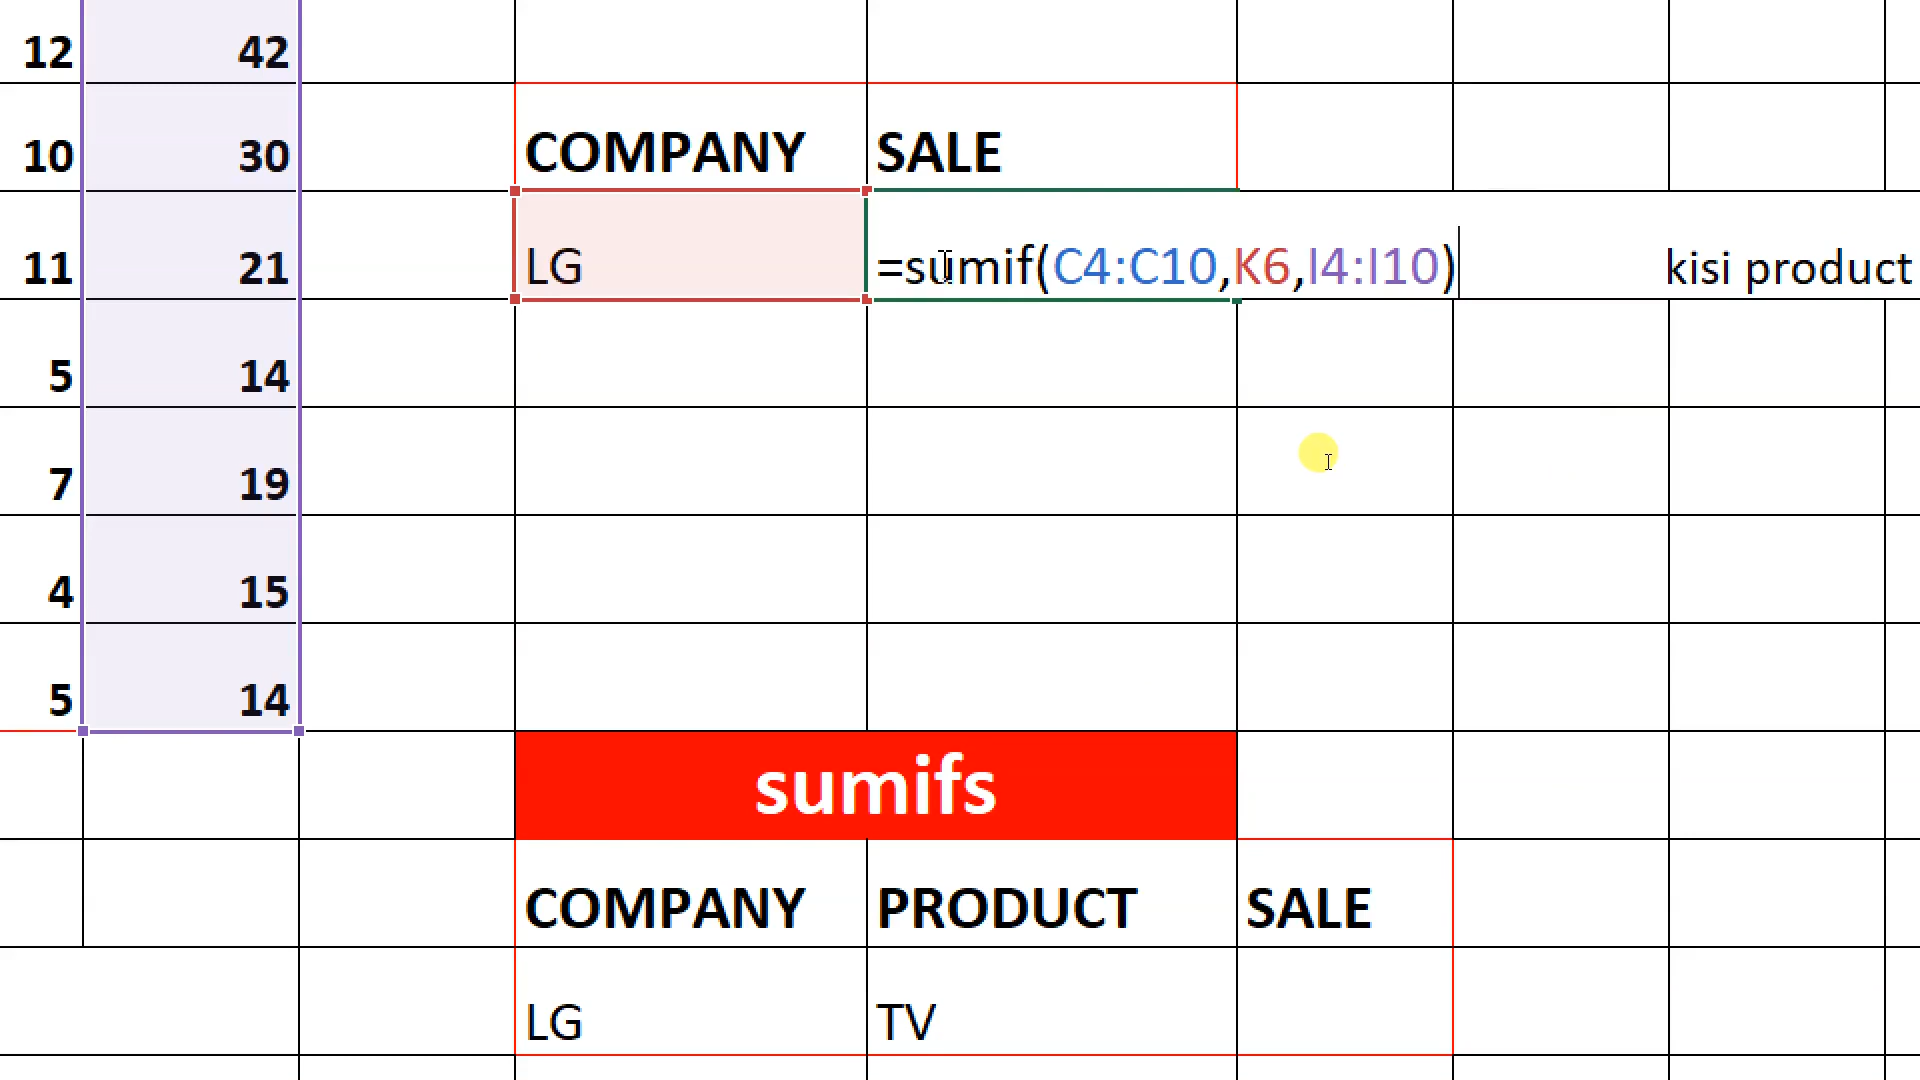 12 42
10 30 COMPANY SALE
11 21 LG =sumif(C4:C10,K6,I4:I10) kisi product
5 14
7 19
4 15
5 14
sumifs
COMPANY PRODUCT SALE
LG TV